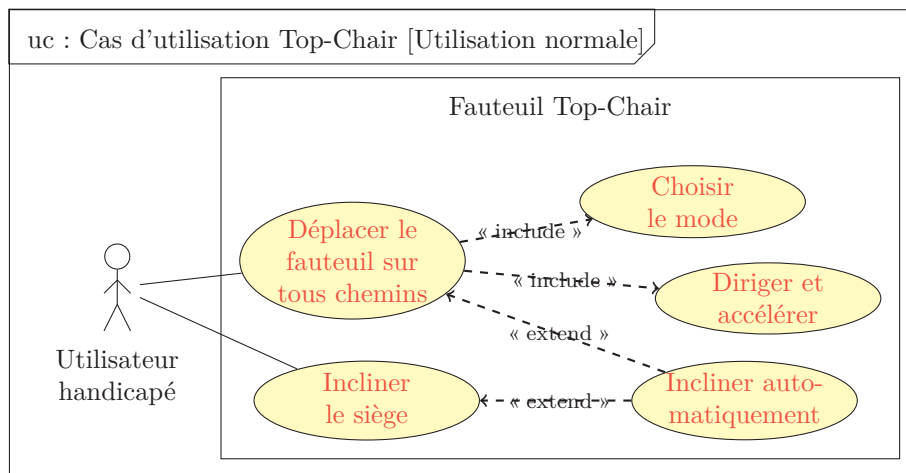 uc : Cas d'utilisation Top-Chair [Utilisation normale]
Fauteuil Top-Chair
Choisir
le mode
Déplacer le
fauteuil sur
tous chemins
« include »
« include »
Diriger et
accélérer
« extend »
Utilisateur
handicapé
Incliner
le siège
« extend »
Incliner auto-
matiquement